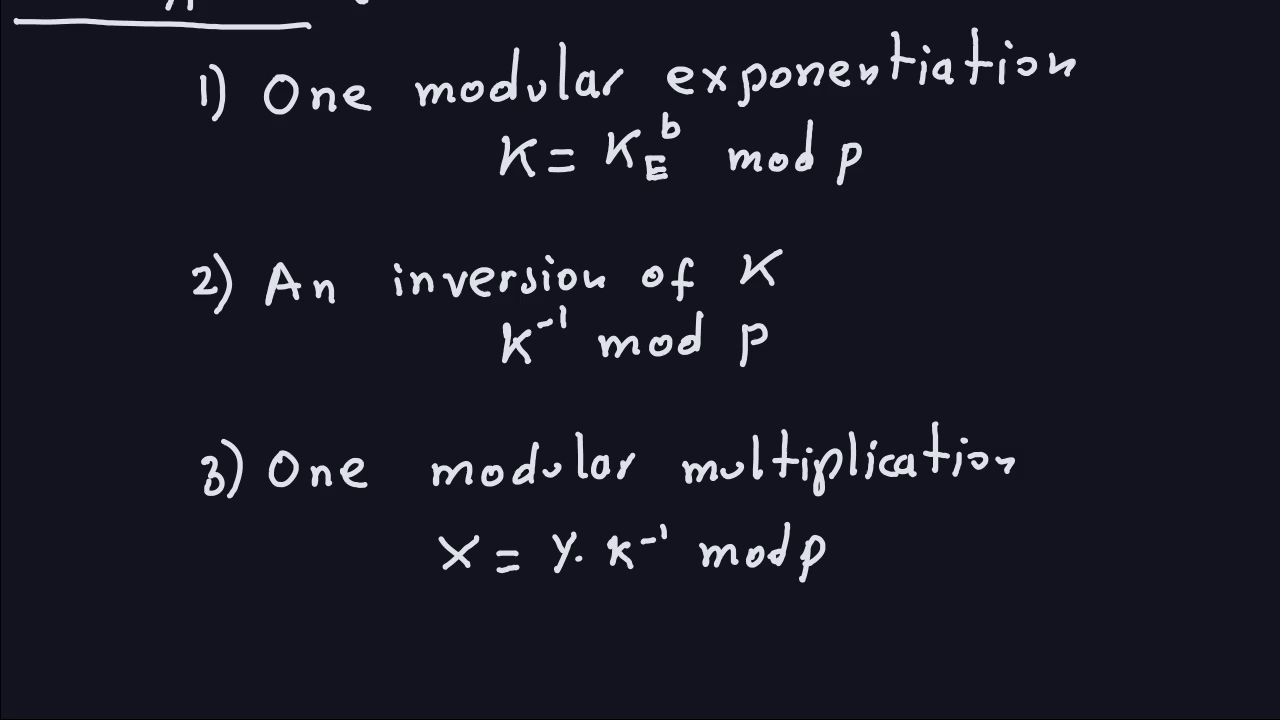 1) One modular exponentiation
K = K_E^b mod p
2) An inversion of K
K^-1 mod p
3) One modular multiplication
X = Y. K^-1 mod p